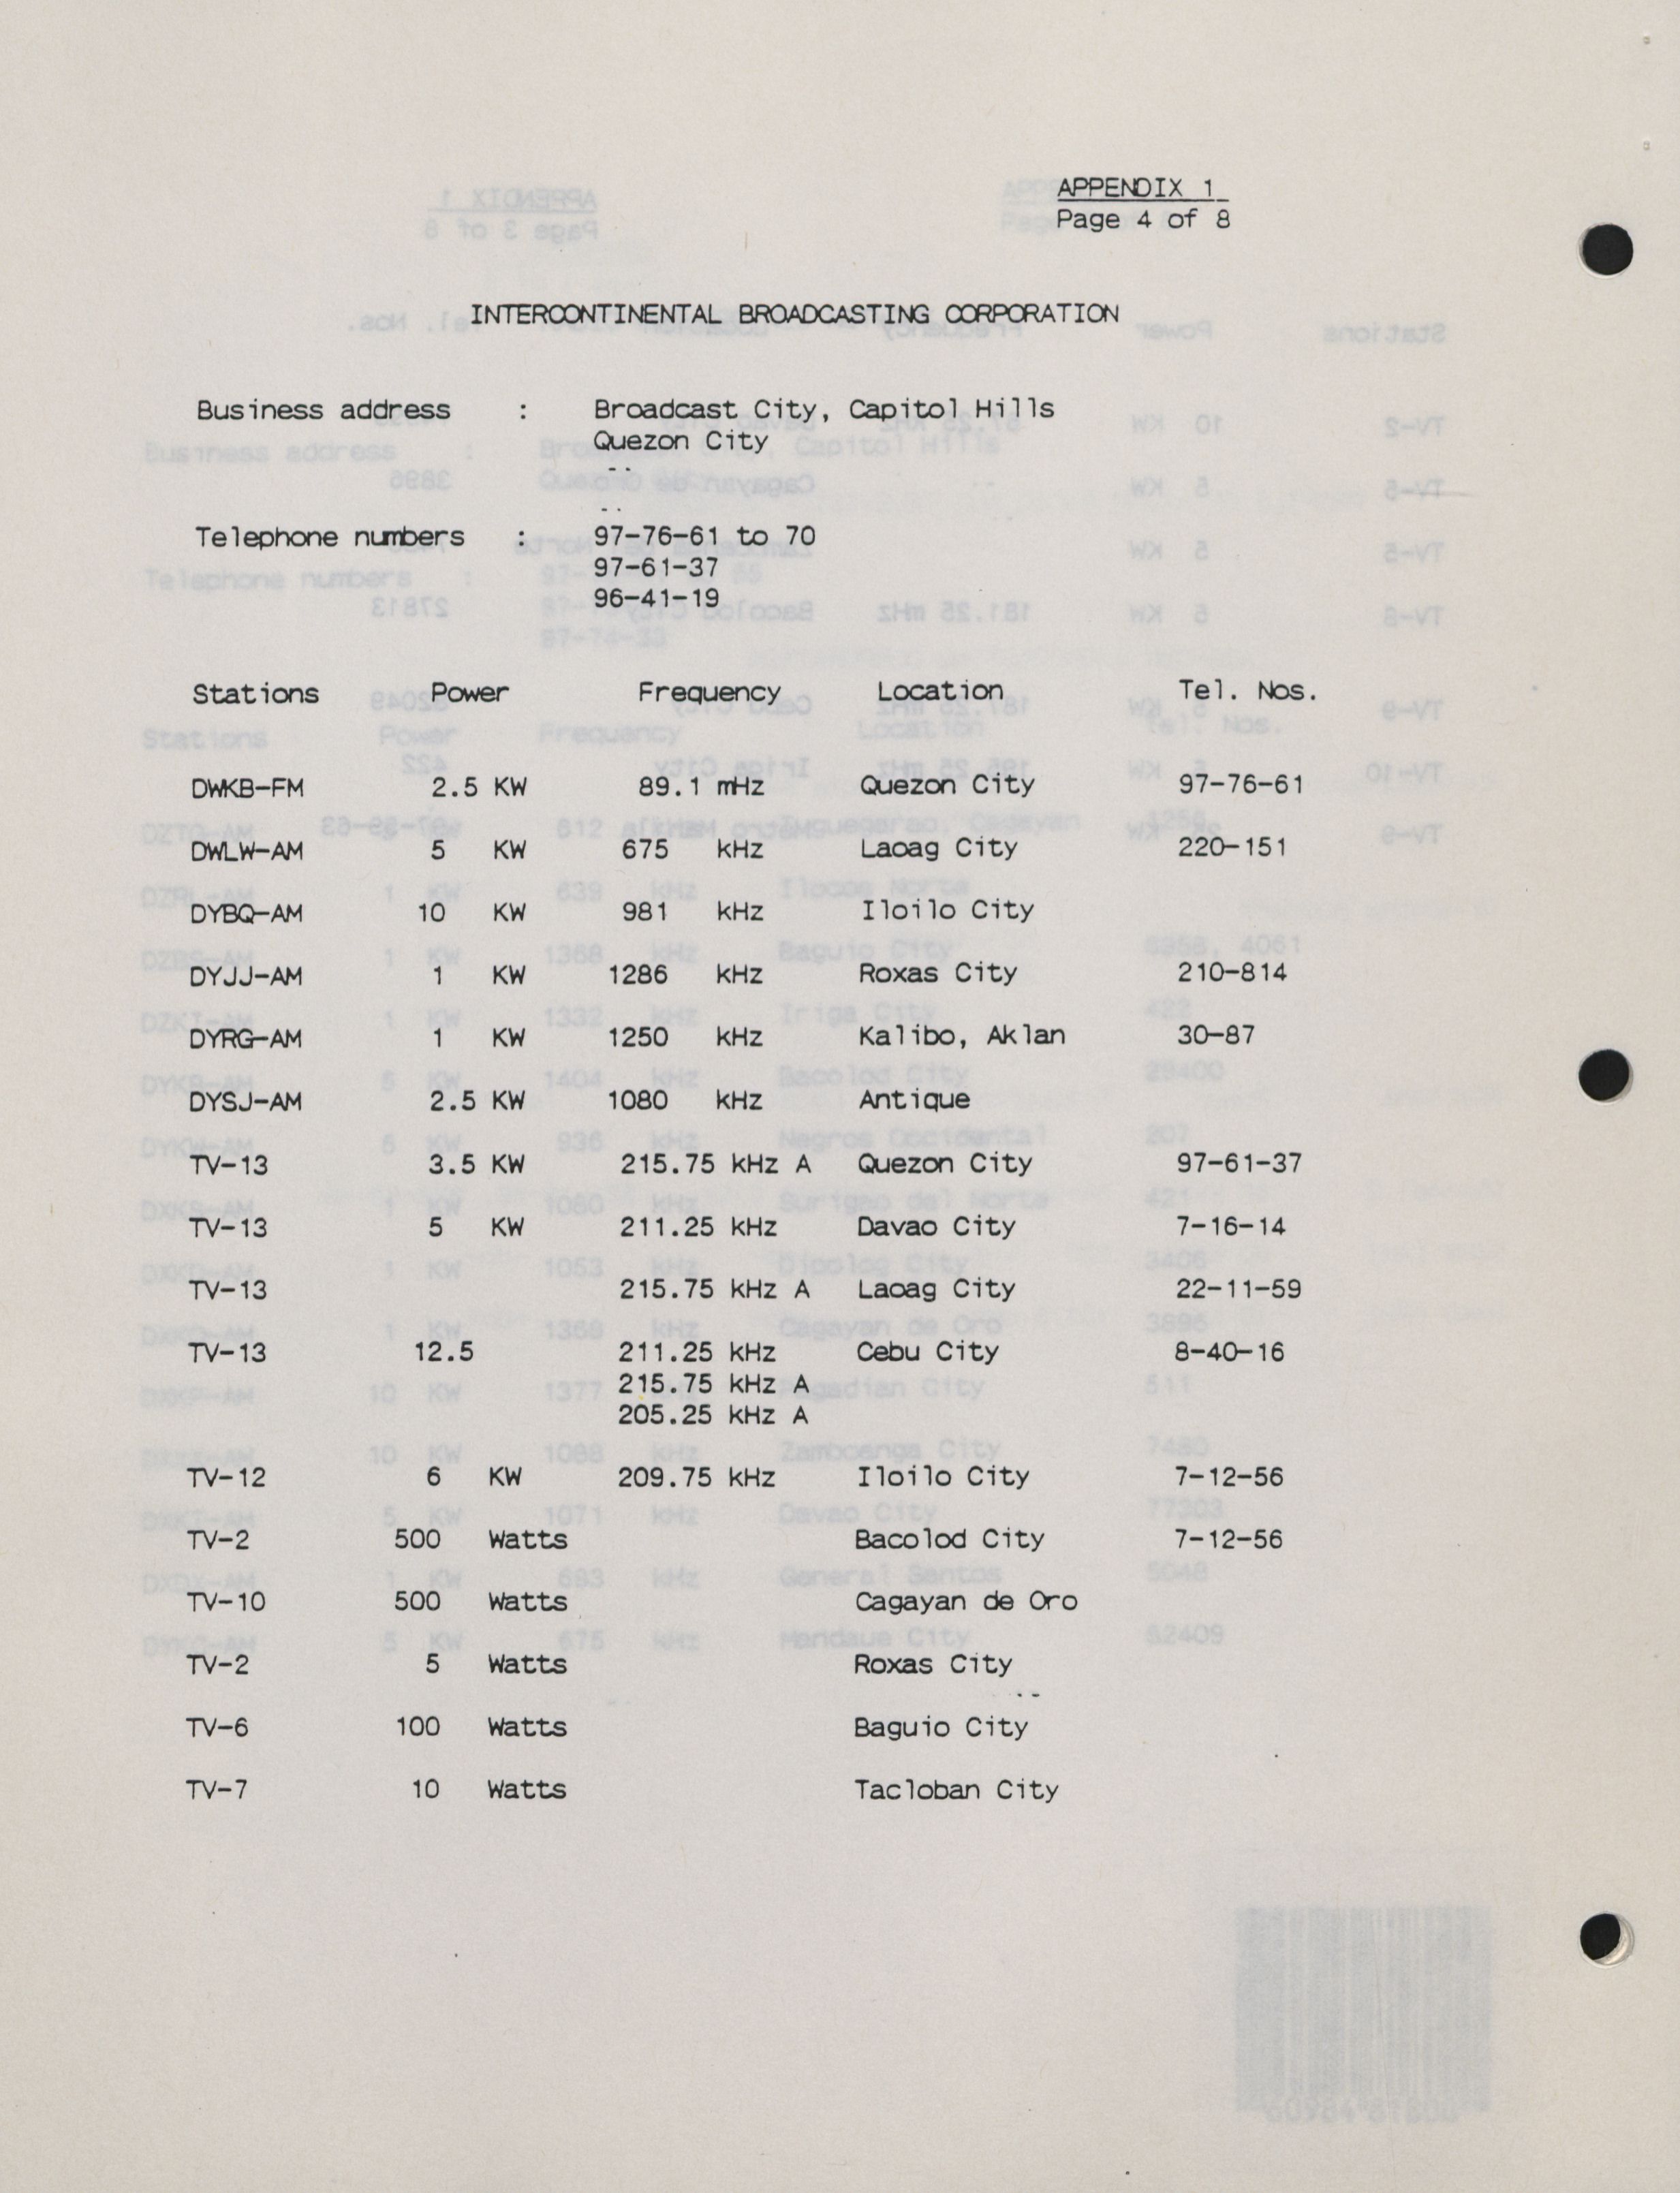 APPENDIX 1
Page 4 of 8
INTERCONTINENTAL BROADCASTING CORPORATION
Business address : Broadcast City, Capitol Hills
Quezon City
Telephone numbers : 97-76-61 to 70
97-61-37
96-41-19
Stations Power Frequency Location Tel. Nos.
DWKB-FM 2.5 KW 89.1 mHz Quezon City 97-76-61
DWLW-AM 5 KW 675 kHz Laoag City 220-151
DYBQ-AM 10 KW 981 kHz Iloilo City
DYJJ-AM 1 KW 1286 kHz Roxas City 210-814
DYRG-AM 1 KW 1250 kHz Kalibo, Aklan 30-87
DYSJ-AM 2.5 KW 1080 kHz Antique
TV-13 3.5 KW 215.75 kHz A Quezon City 97-61-37
TV-13 5 KW 211.25 kHz Davao City 7-16-14
TV-13 215.75 kHz A Laoag City 22-11-59
TV-13 12.5 211.25 kHz Cebu City 8-40-16
215.75 kHz A
205.25 kHz A
TV-12 6 KW 209.75 kHz Iloilo City 7-12-56
TV-2 500 Watts Bacolod City 7-12-56
TV-10 500 Watts Cagayan de Oro
TV-2 5 Watts Roxas City
TV-6 100 Watts Baguio City
TV-7 10 Watts Tacloban City